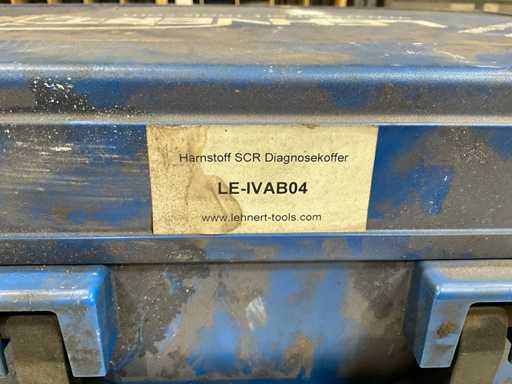 Harnstoff SCR Diagnosekoffer
LE-IVAB04
www.lehnert-tools.com